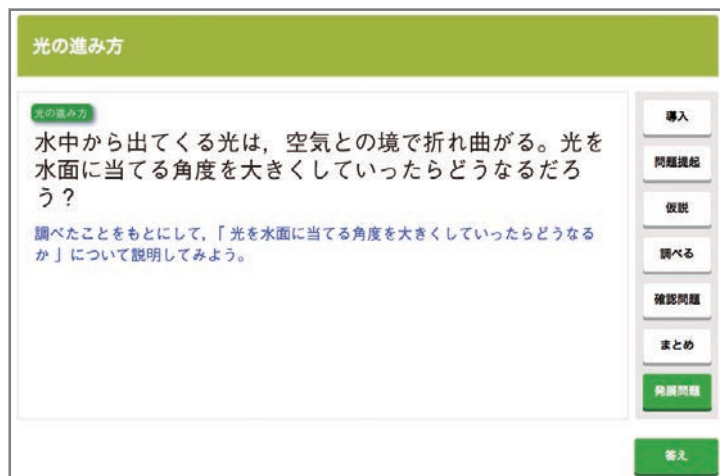 光の進み方
光の進み方
水中から出てくる光は，空気との境で折れ曲がる。光を
水面に当てる角度を大きくしていったらどうなるだろ
う？
調べたことをもとにして，「 光を水面に当てる角度を大きくしていったらどうなる
か 」について説明してみよう。
導入
問題提起
仮説
調べる
確認問題
まとめ
発展問題
答え